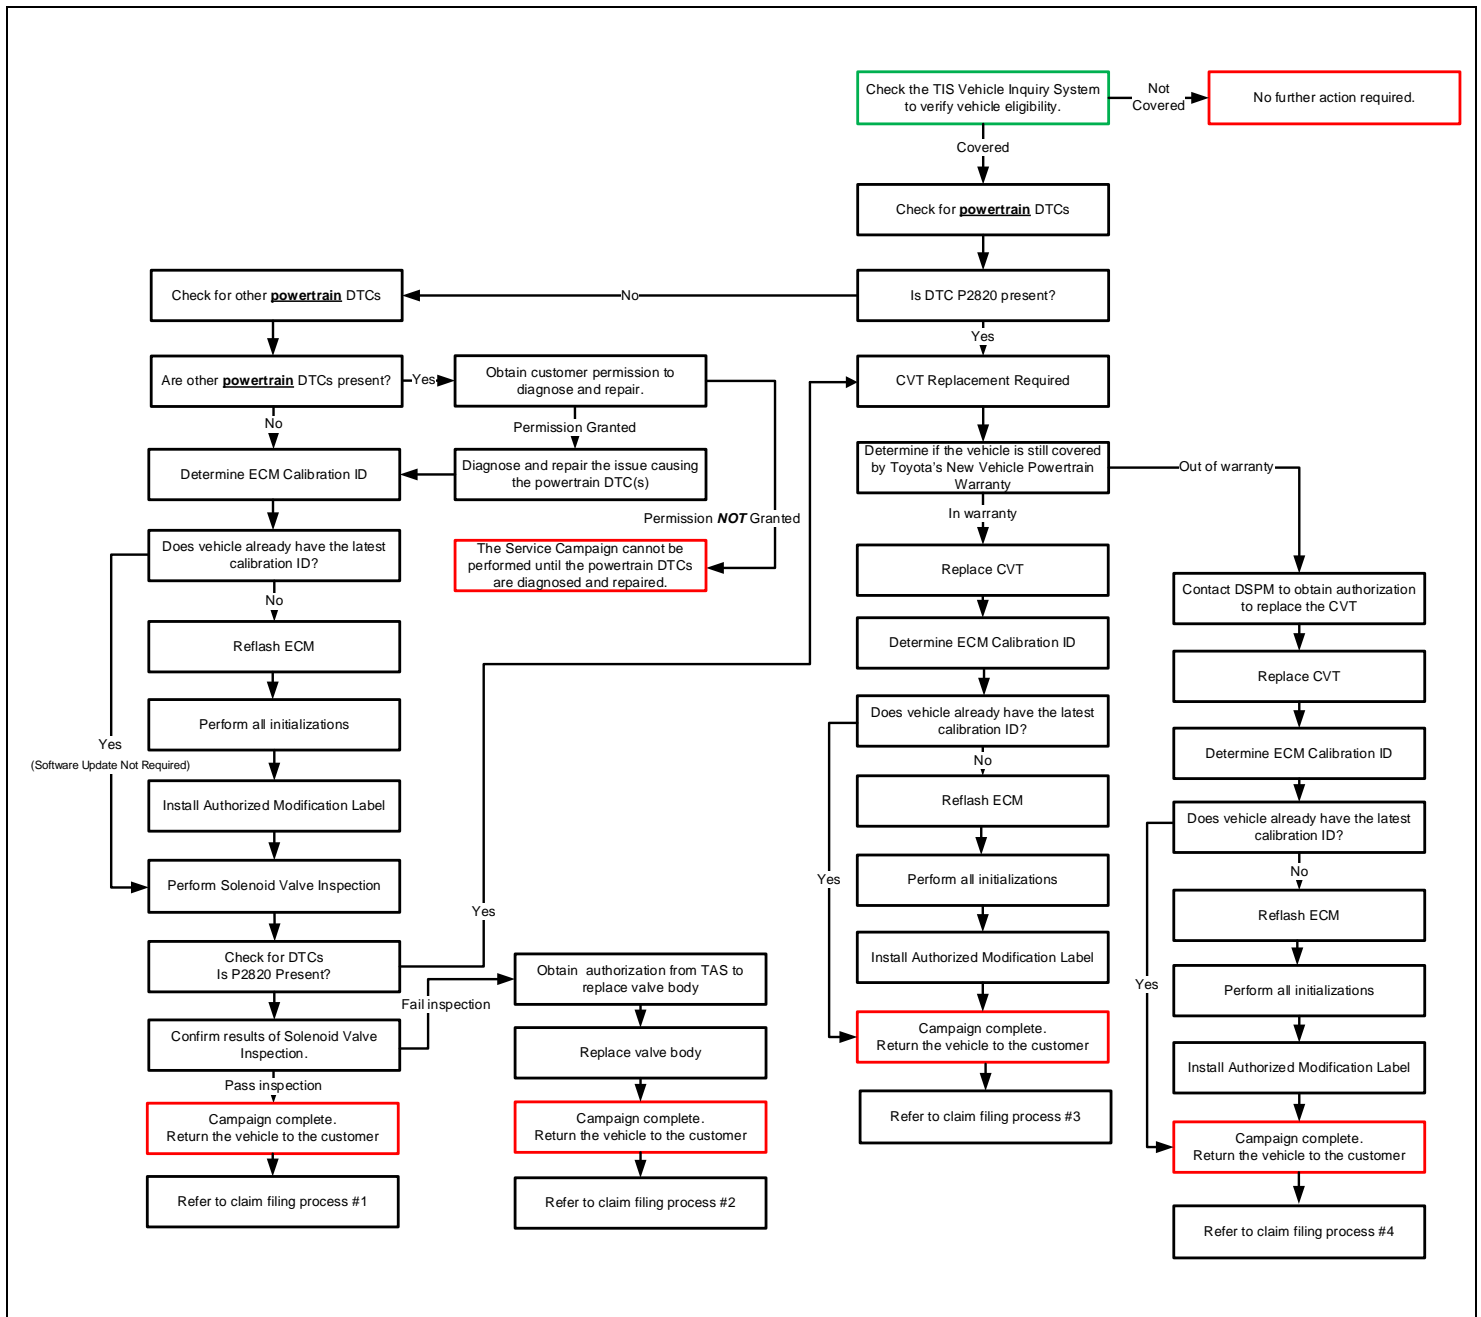 Check the TIS Vehicle Inquiry System
to verify vehicle eligibility.
Not
Covered
No further action required.
Covered
Check for powertrain DTCs
Is DTC P2820 present?
No
Check for other powertrain DTCs
Yes
Are other powertrain DTCs present?
Yes
Obtain customer permission to
diagnose and repair.
CVT Replacement Required
No
Permission Granted
Determine ECM Calibration ID
Diagnose and repair the issue causing
the powertrain DTC(s)
Permission NOT Granted
The Service Campaign cannot be
performed until the powertrain DTCs
are diagnosed and repaired.
Does vehicle already have the latest
calibration ID?
No
Reflash ECM
Perform all initializations
Yes
(Software Update Not Required)
Install Authorized Modification Label
Perform Solenoid Valve Inspection
Check for DTCs
Is P2820 Present?
Yes
Confirm results of Solenoid Valve
Inspection.
Fail inspection
Obtain authorization from TAS to
replace valve body
Replace valve body
Campaign complete.
Return the vehicle to the customer
Refer to claim filing process #2
Pass inspection
Campaign complete.
Return the vehicle to the customer
Refer to claim filing process #1
Determine if the vehicle is still covered
by Toyota's New Vehicle Powertrain
Warranty
Out of warranty
In warranty
Replace CVT
Determine ECM Calibration ID
Does vehicle already have the latest
calibration ID?
No
Reflash ECM
Yes
Perform all initializations
Install Authorized Modification Label
Campaign complete.
Return the vehicle to the customer
Refer to claim filing process #3
Contact DSPM to obtain authorization
to replace the CVT
Replace CVT
Determine ECM Calibration ID
Does vehicle already have the latest
calibration ID?
No
Reflash ECM
Yes
Perform all initializations
Install Authorized Modification Label
Campaign complete.
Return the vehicle to the customer
Refer to claim filing process #4